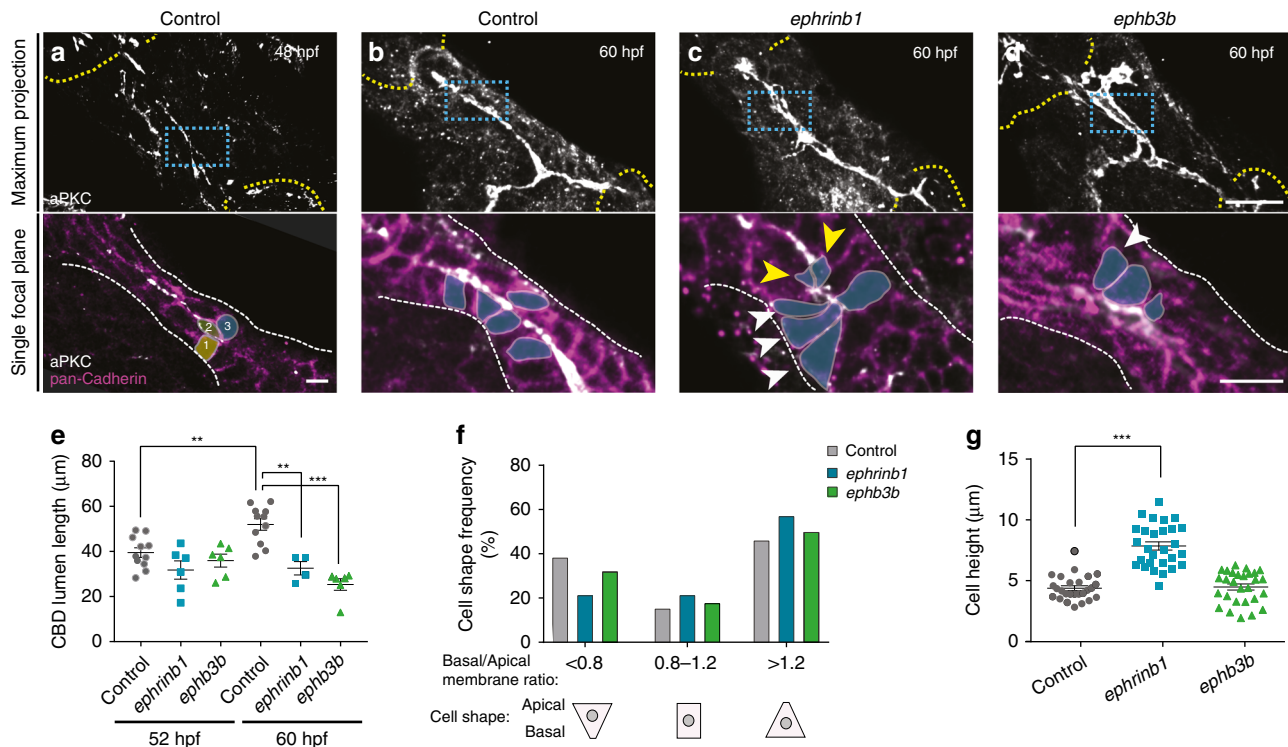 Control
Control
ephrinb1
ephb3b
Maximum projection
a
48 hpf
aPKC
b
60 hpf
c
60 hpf
d
60 hpf
Single focal plane
1
2
3
aPKC
pan-Cadherin
e
CBD lumen length (μm)
80
60
40
20
0
**
**
***
Control
ephrinb1
ephb3b
Control
ephrinb1
ephb3b
52 hpf
60 hpf
f
Cell shape frequency
(%)
80
60
40
20
0
Control
ephrinb1
ephb3b
Basal/Apical
membrane ratio:
<0.8
0.8–1.2
>1.2
Cell shape:
Apical
Basal
g
Cell height (μm)
15
10
5
0
***
Control
ephrinb1
ephb3b